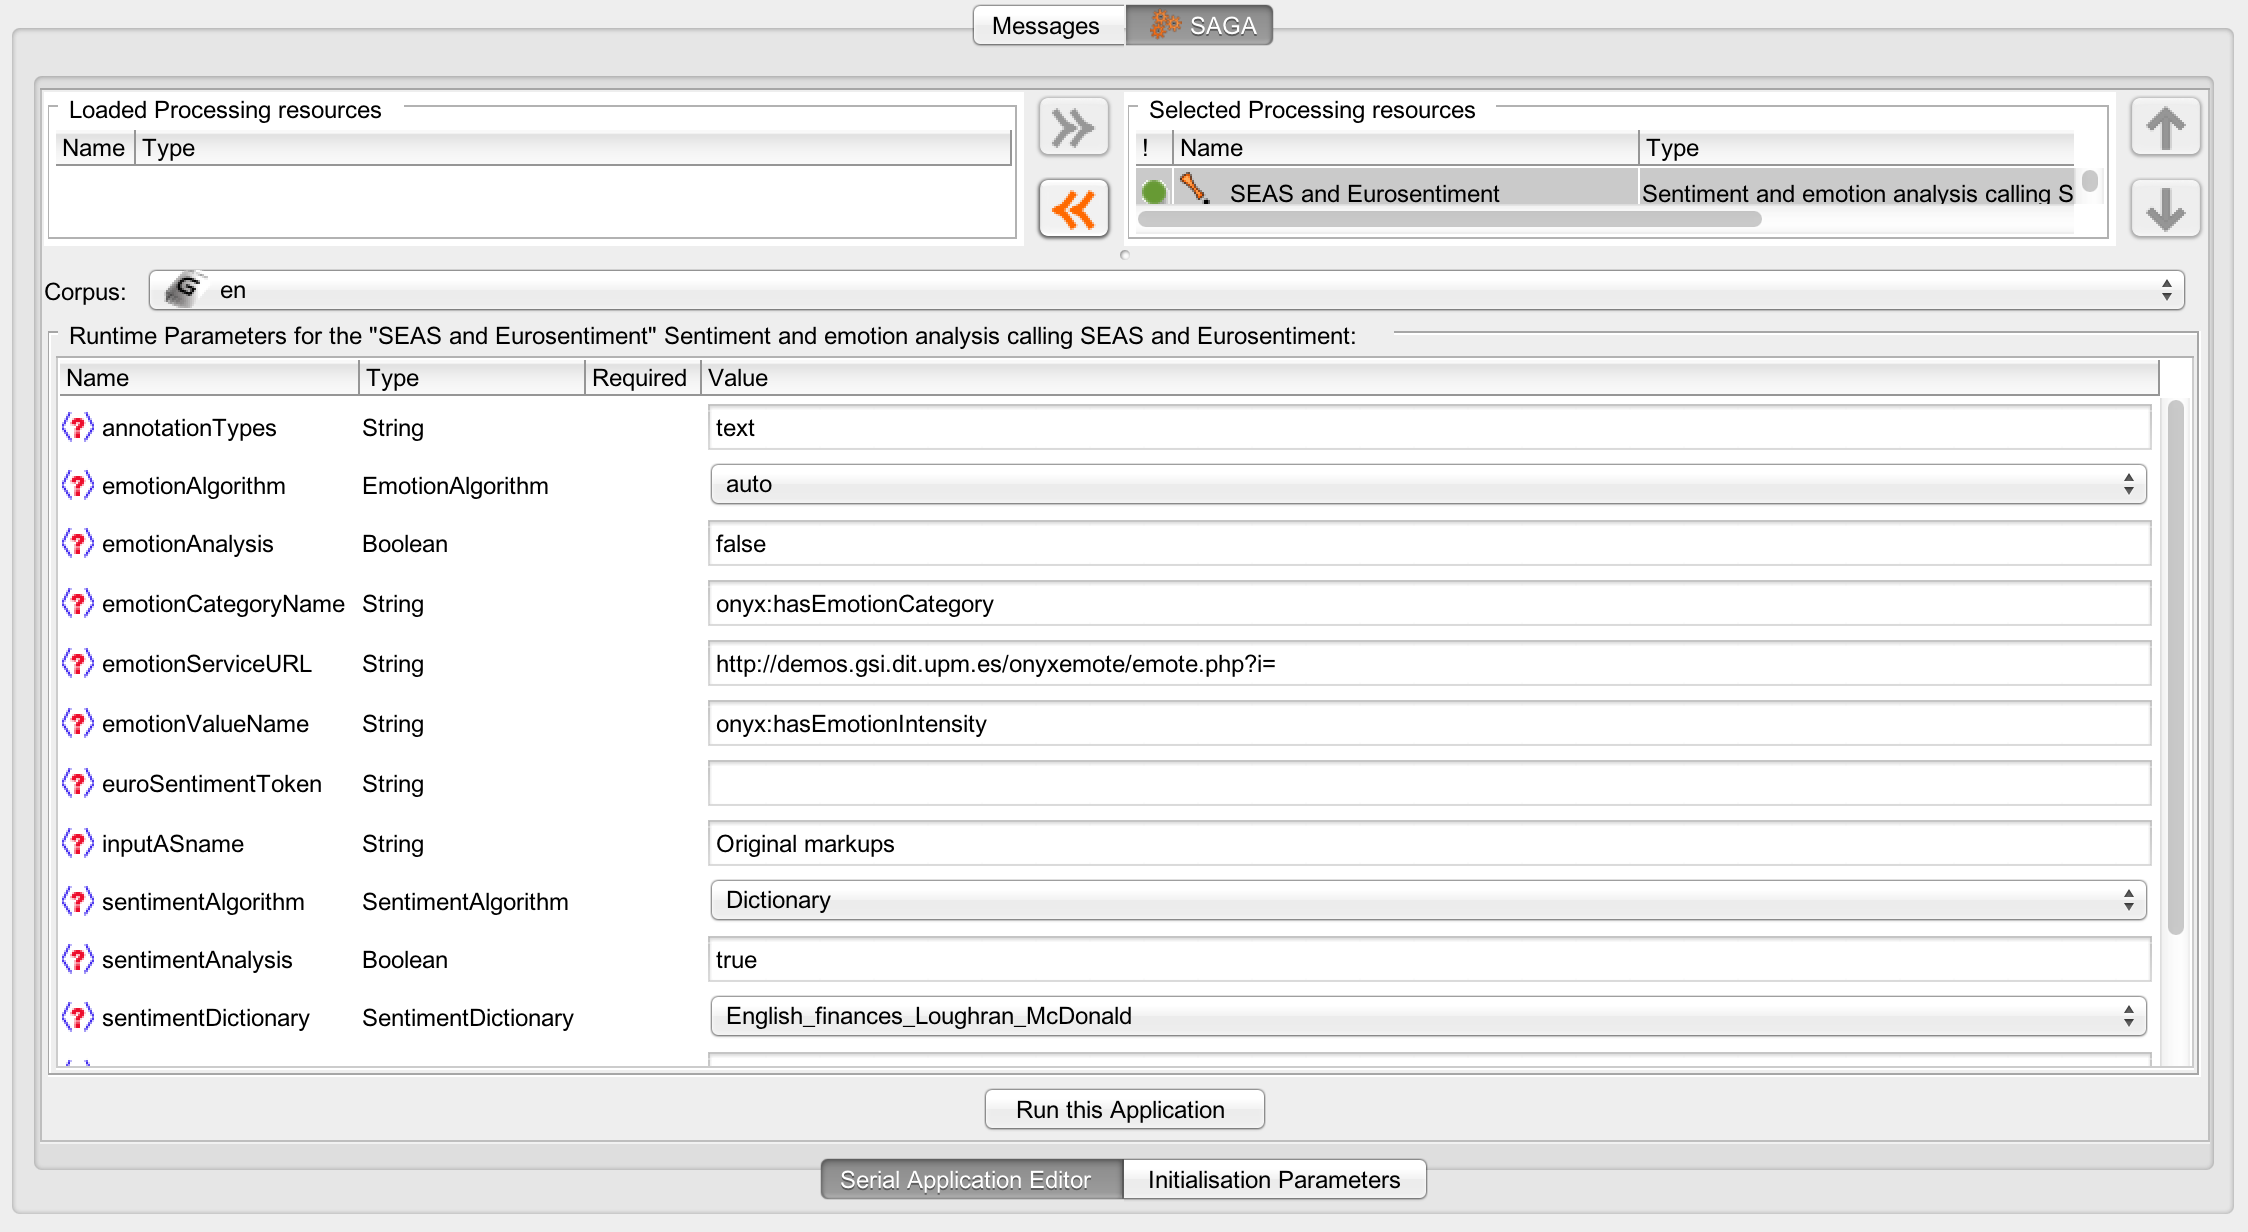 Messages SAGA
Loaded Processing resources
Name Type
Selected Processing resources
! Name Type
SEAS and Eurosentiment Sentiment and emotion analysis calling S
Corpus: en
Runtime Parameters for the "SEAS and Eurosentiment" Sentiment and emotion analysis calling SEAS and Eurosentiment:
Name Type Required Value
annotationTypes String text
emotionAlgorithm EmotionAlgorithm auto
emotionAnalysis Boolean false
emotionCategoryName String onyx:hasEmotionCategory
emotionServiceURL String http://demos.gsi.dit.upm.es/onyxemote/emote.php?i=
emotionValueName String onyx:hasEmotionIntensity
euroSentimentToken String
inputASname String Original markups
sentimentAlgorithm SentimentAlgorithm Dictionary
sentimentAnalysis Boolean true
sentimentDictionary SentimentDictionary English_finances_Loughran_McDonald
Run this Application
Serial Application Editor Initialisation Parameters